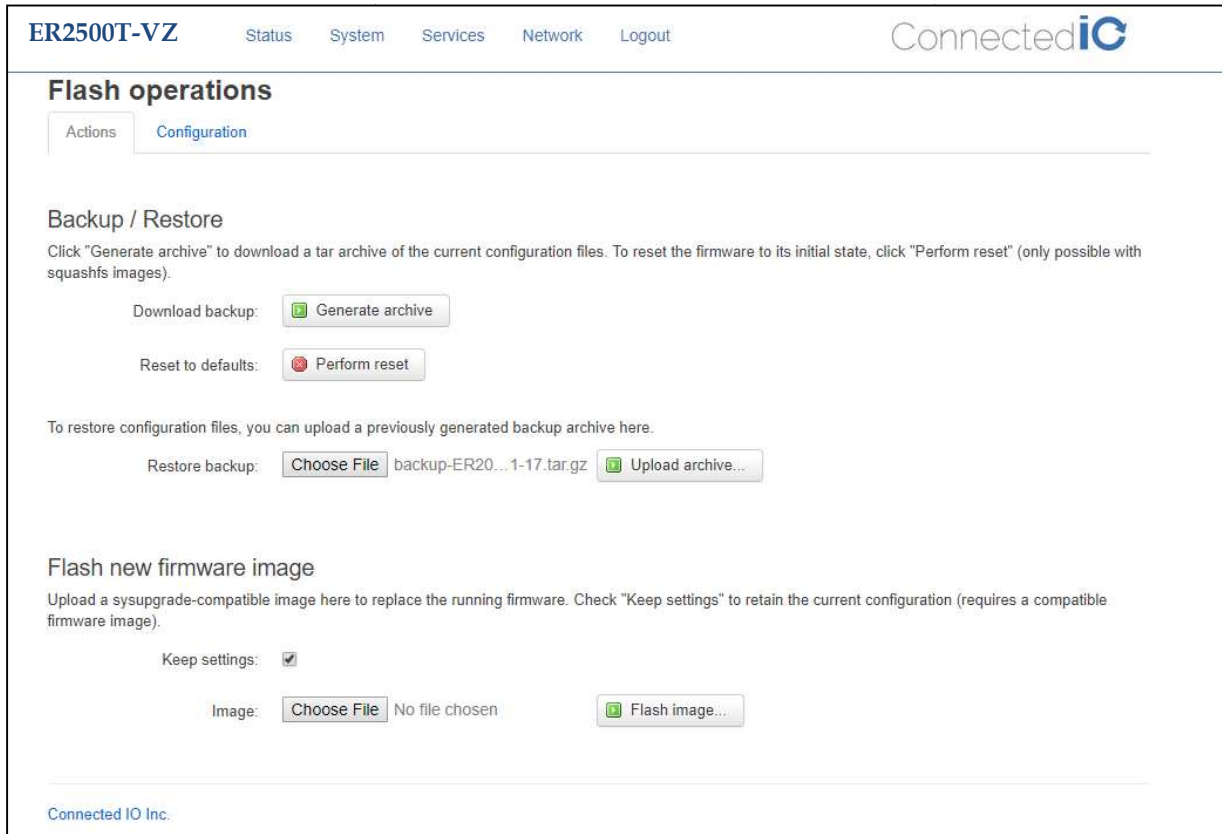 ER2500T-VZ Status System Services Network Logout ConnectediO
Flash operations
Actions Configuration
Backup / Restore
Click "Generate archive" to download a tar archive of the current configuration files. To reset the firmware to its initial state, click "Perform reset" (only possible with
squashfs images).
Download backup: Generate archive
Reset to defaults: Perform reset
To restore configuration files, you can upload a previously generated backup archive here.
Restore backup: Choose File backup-ER20...1-17.tar.gz Upload archive...
Flash new firmware image
Upload a sysupgrade-compatible image here to replace the running firmware. Check "Keep settings" to retain the current configuration (requires a compatible
firmware image).
Keep settings:
Image: Choose File No file chosen Flash image...
Connected IO Inc.